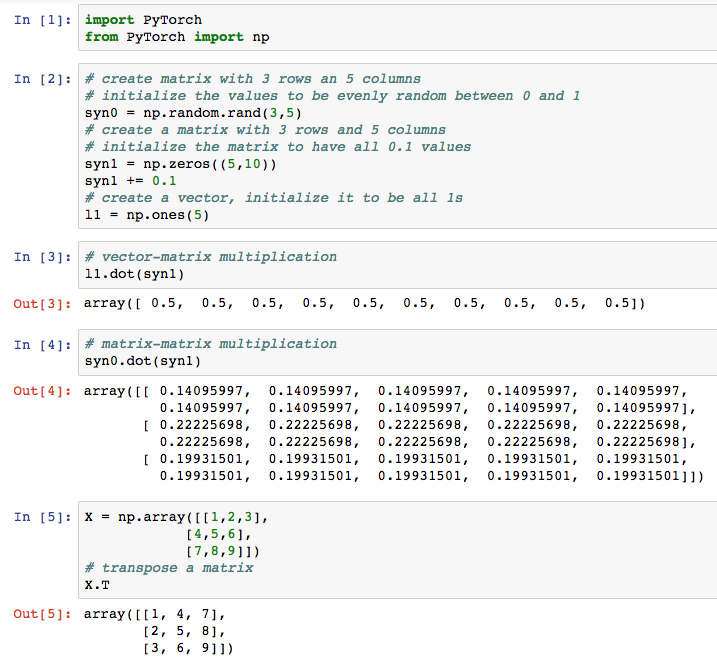 In [1]: import PyTorch
from PyTorch import np
In [2]: # create matrix with 3 rows an 5 columns
# initialize the values to be evenly random between 0 and 1
syn0 = np.random.rand(3,5)
# create a matrix with 3 rows and 5 columns
# initialize the matrix to have all 0.1 values
syn1 = np.zeros((5,10))
syn1 += 0.1
# create a vector, initialize it to be all 1s
l1 = np.ones(5)
In [3]: # vector-matrix multiplication
l1.dot(syn1)
Out[3]: array([ 0.5, 0.5, 0.5, 0.5, 0.5, 0.5, 0.5, 0.5, 0.5, 0.5])
In [4]: # matrix-matrix multiplication
syn0.dot(syn1)
Out[4]: array([[ 0.14095997, 0.14095997, 0.14095997, 0.14095997, 0.14095997,
0.14095997, 0.14095997, 0.14095997, 0.14095997, 0.14095997],
[ 0.22225698, 0.22225698, 0.22225698, 0.22225698, 0.22225698,
0.22225698, 0.22225698, 0.22225698, 0.22225698, 0.22225698],
[ 0.19931501, 0.19931501, 0.19931501, 0.19931501, 0.19931501,
0.19931501, 0.19931501, 0.19931501, 0.19931501, 0.19931501]])
In [5]: X = np.array([[1,2,3],
[4,5,6],
[7,8,9]])
# transpose a matrix
X.T
Out[5]: array([[1, 4, 7],
[2, 5, 8],
[3, 6, 9]])